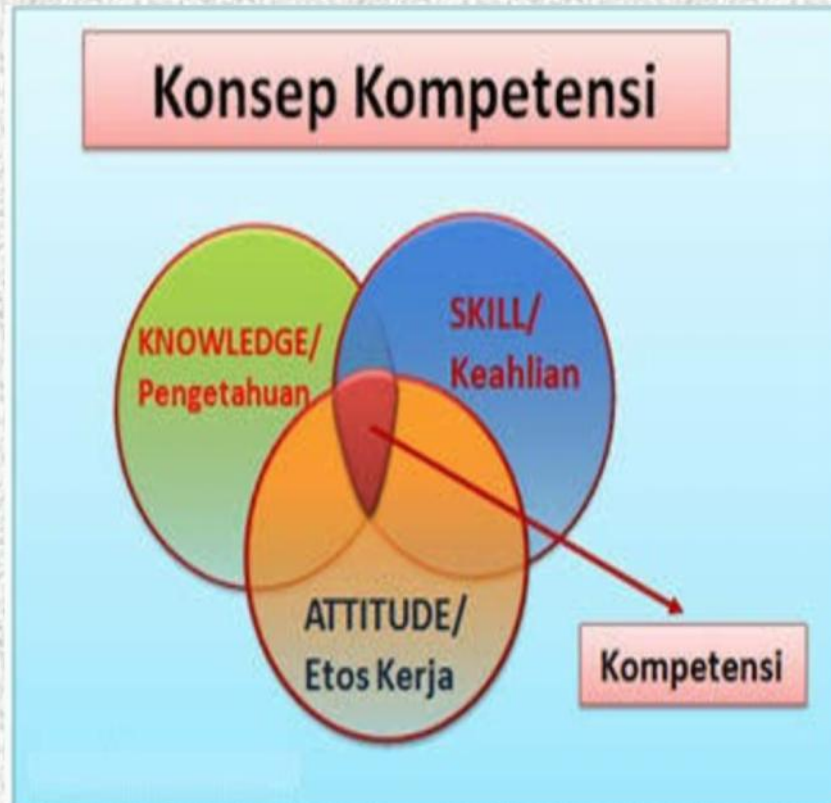 Konsep Kompetensi
KNOWLEDGE/
Pengetahuan
SKILL/
Keahlian
ATTITUDE/
Etos Kerja
Kompetensi